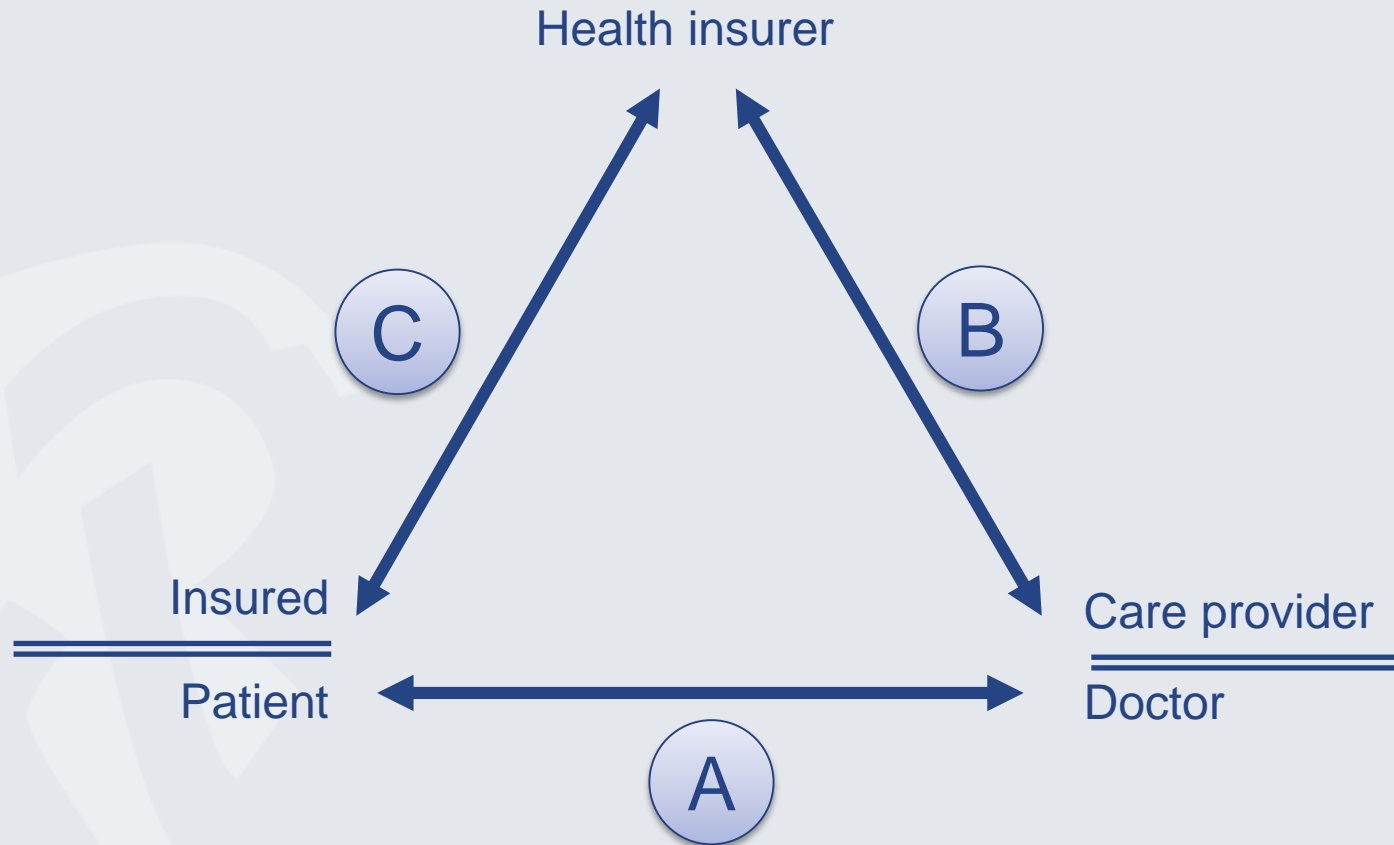 Health insurer
C
B
Insured
Care provider
Patient
Doctor
A